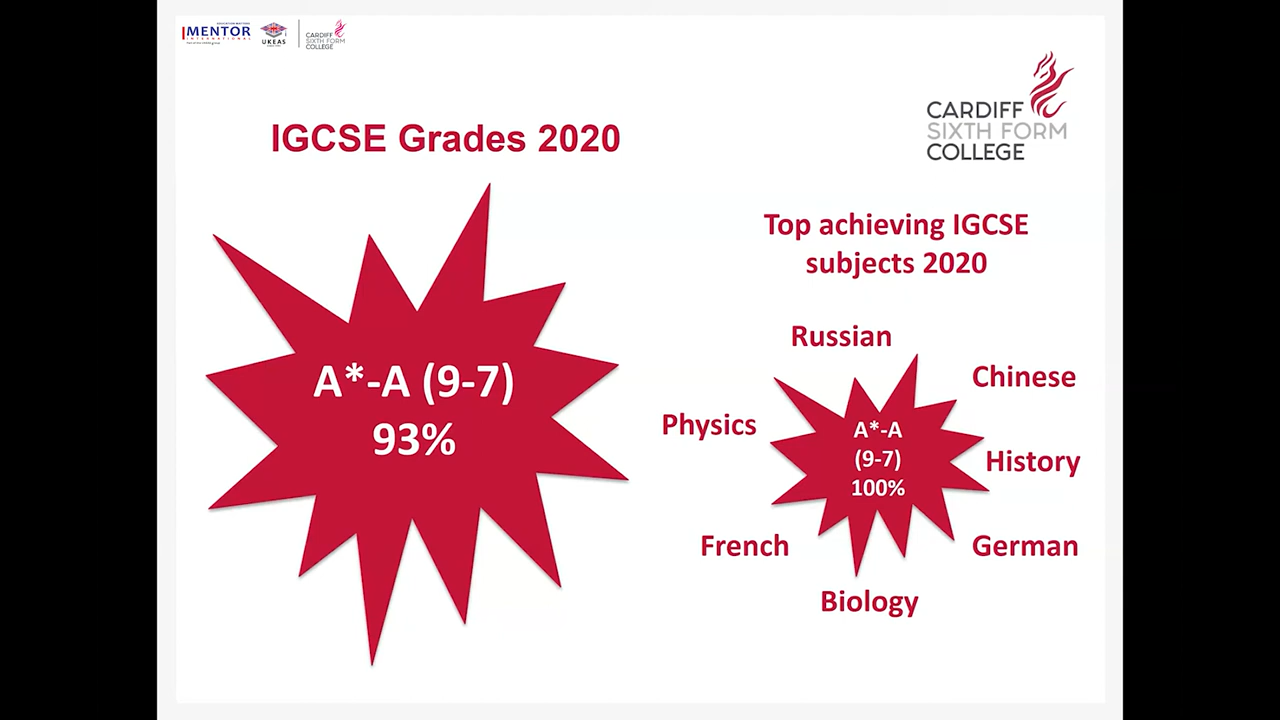 MENTOR
INTERNATIONAL
UKEAS
CARDIFF
SIXTH FORM
COLLEGE
CARDIFF
SIXTH FORM
COLLEGE
IGCSE Grades 2020
A*-A (9-7)
93%
Top achieving IGCSE
subjects 2020
Russian
Chinese
Physics
A*-A
(9-7)
100%
History
French
German
Biology